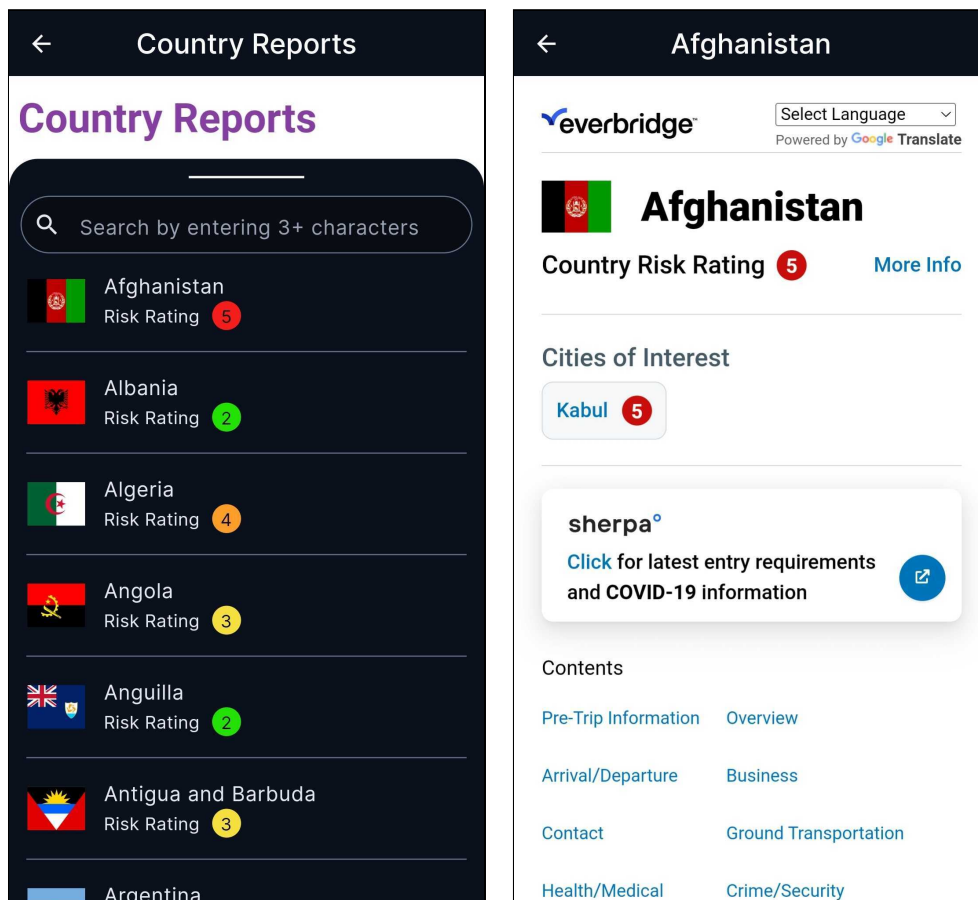 Country Reports
Country Reports
Search by entering 3+ characters
Afghanistan
Risk Rating 5
Albania
Risk Rating 2
Algeria
Risk Rating 4
Angola
Risk Rating 3
Anguilla
Risk Rating 2
Antigua and Barbuda
Risk Rating 3
Argentina
Afghanistan
everbridge™
Select Language
Powered by Google Translate
Afghanistan
Country Risk Rating 5 More Info
Cities of Interest
Kabul 5
sherpa°
Click for latest entry requirements
and COVID-19 information
Contents
Pre-Trip Information Overview
Arrival/Departure Business
Contact Ground Transportation
Health/Medical Crime/Security